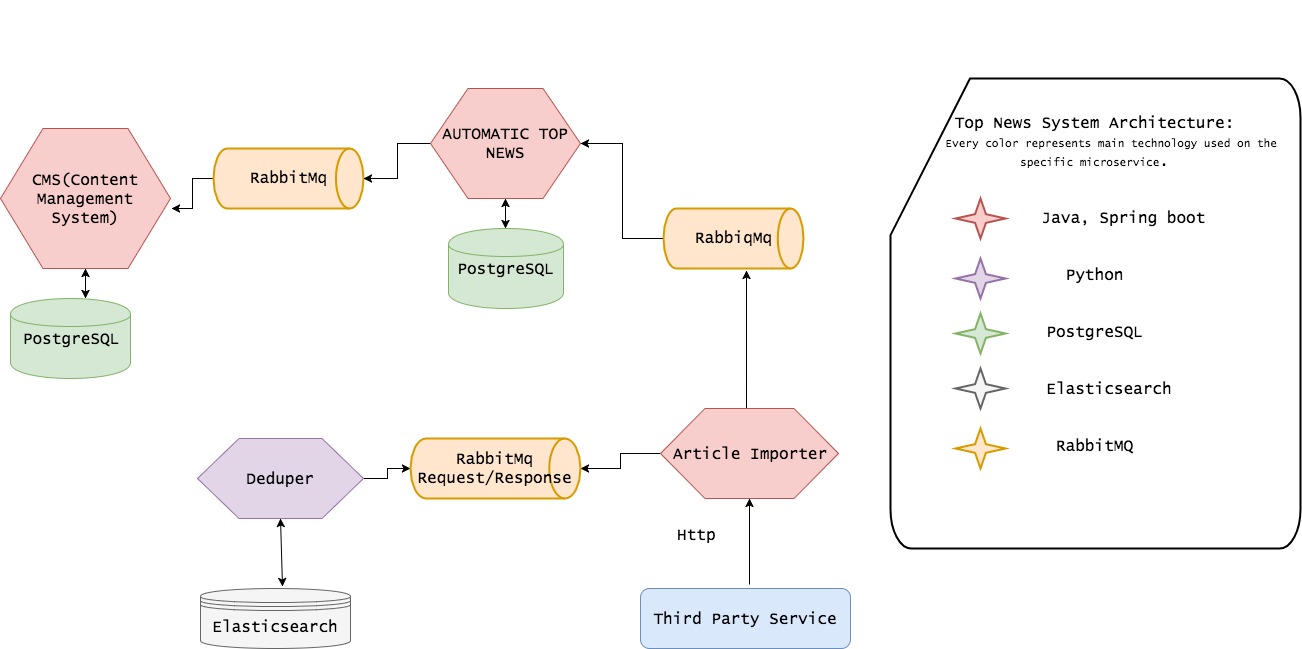 AUTOMATIC TOP
NEWS
CMS(Content
Management
System)
RabbitMq
PostgreSQL
PostgreSQL
RabbiqMq
Deduper
RabbitMq
Request/Response
Article Importer
Http
Elasticsearch
Third Party Service
Top News System Architecture:
Every color represents main technology used on the
specific microservice.
Java, Spring boot
Python
PostgreSQL
Elasticsearch
RabbitMQ